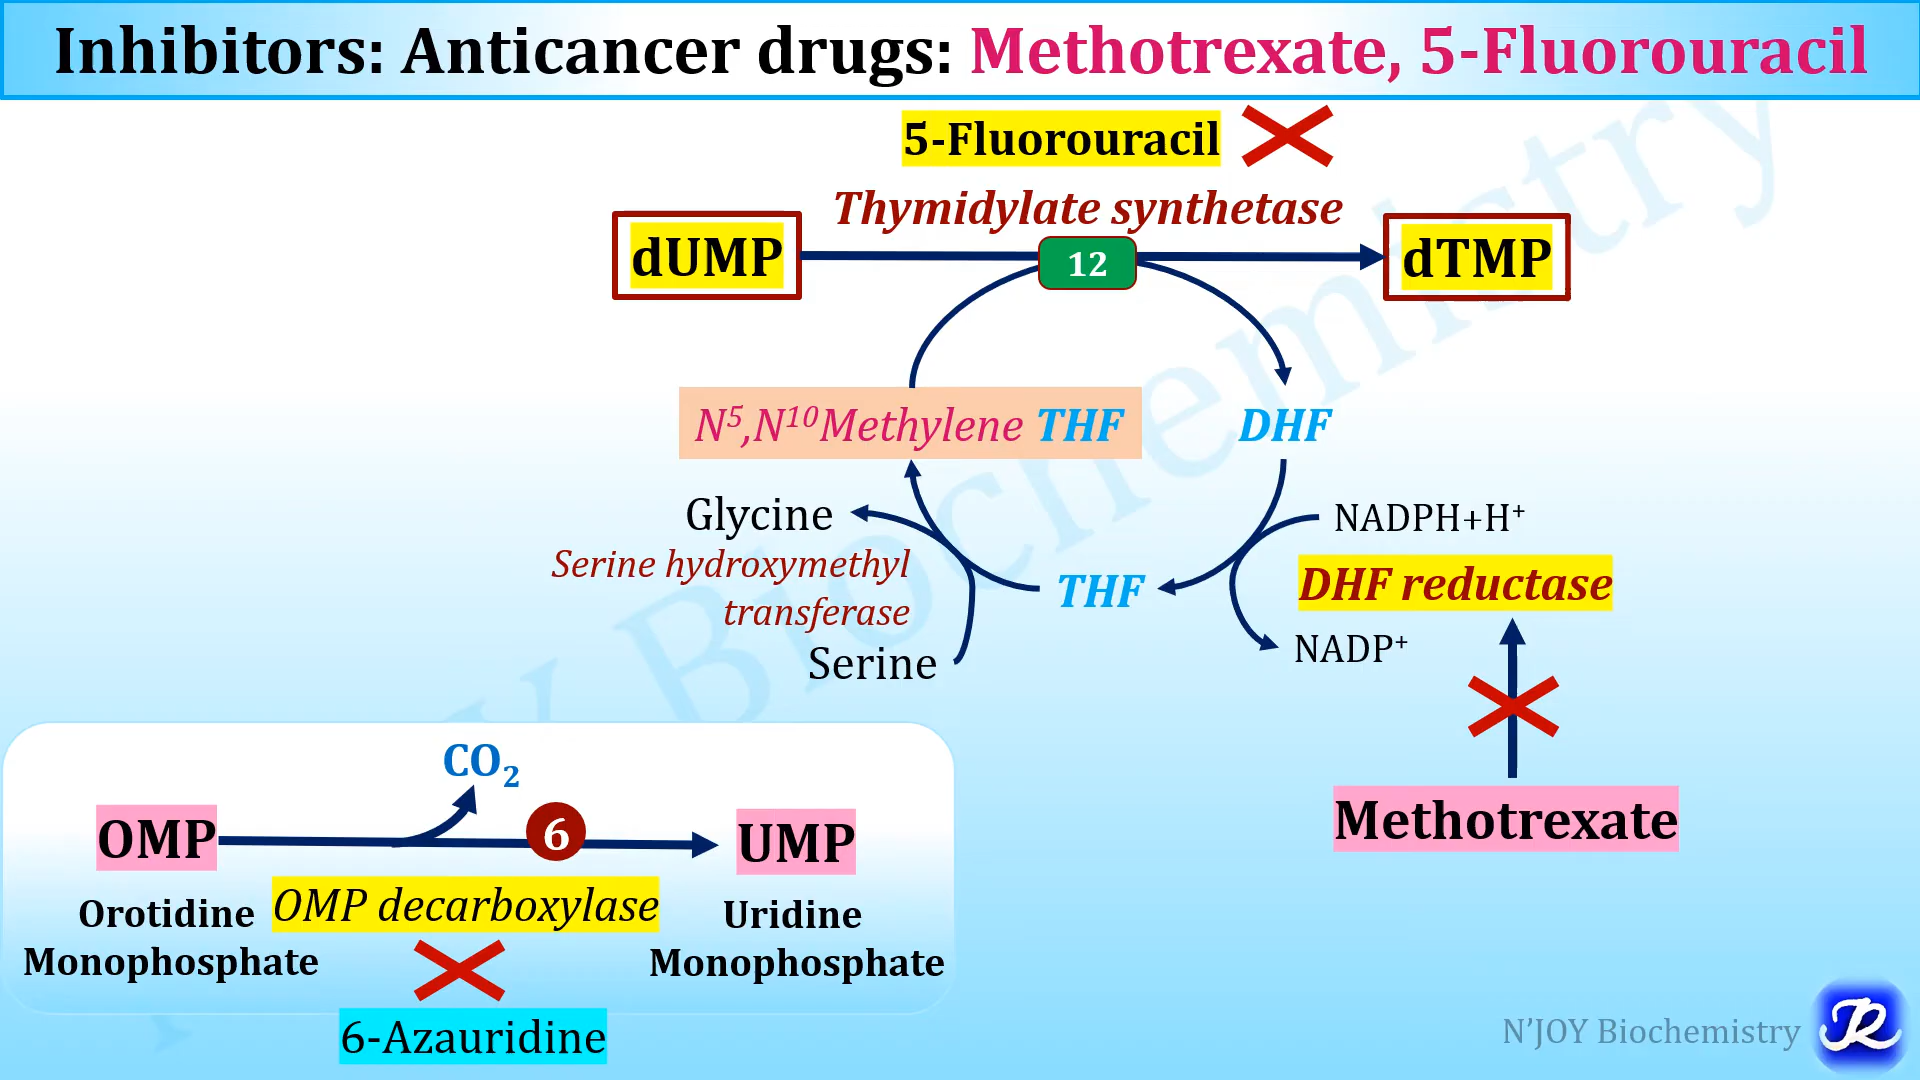 Inhibitors: Anticancer drugs: Methotrexate, 5-Fluorouracil
5-Fluorouracil
Thymidylate synthetase
dUMP
12
dTMP
N⁵,N¹⁰Methylene THF
DHF
Glycine
NADPH+H⁺
Serine hydroxymethyl
transferase
THF
DHF reductase
Serine
NADP⁺
Methotrexate
CO₂
OMP
6
UMP
OMP decarboxylase
Orotidine
Monophosphate
Uridine
Monophosphate
6-Azauridine
N'JOY Biochemistry